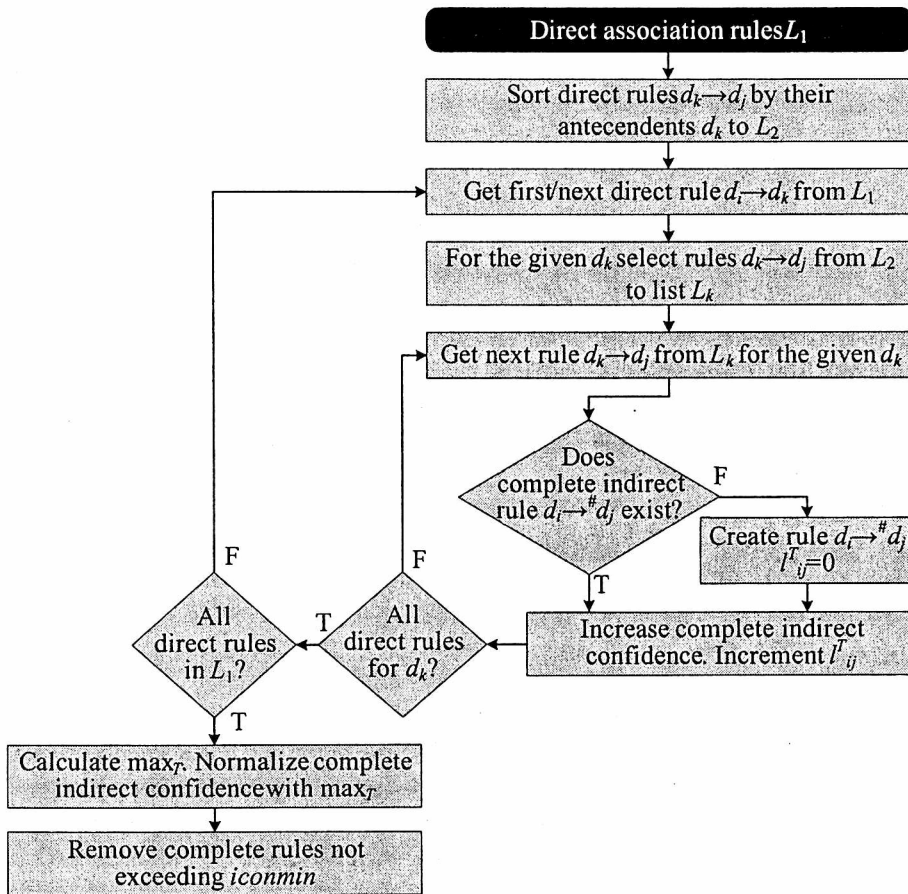 Direct association rules L₁
Sort direct rules dₖ→dⱼ by their
antecendents dₖ to L₂
Get first/next direct rule dᵢ→dₖ from L₁
For the given dₖ select rules dₖ→dⱼ from L₂
to list Lₖ
Get next rule dₖ→dⱼ from Lₖ for the given dₖ
Does
complete indirect
rule dᵢ→#dⱼ exist?
F
Create rule dᵢ→#dⱼ
lᵀᵢⱼ=0
T
Increase complete indirect
confidence. Increment lᵀᵢⱼ
F
All
direct rules
for dₖ?
T
F
All
direct rules
in L₁?
T
Calculate max_T. Normalize complete
indirect confidence with max_T
Remove complete rules not
exceeding iconmin